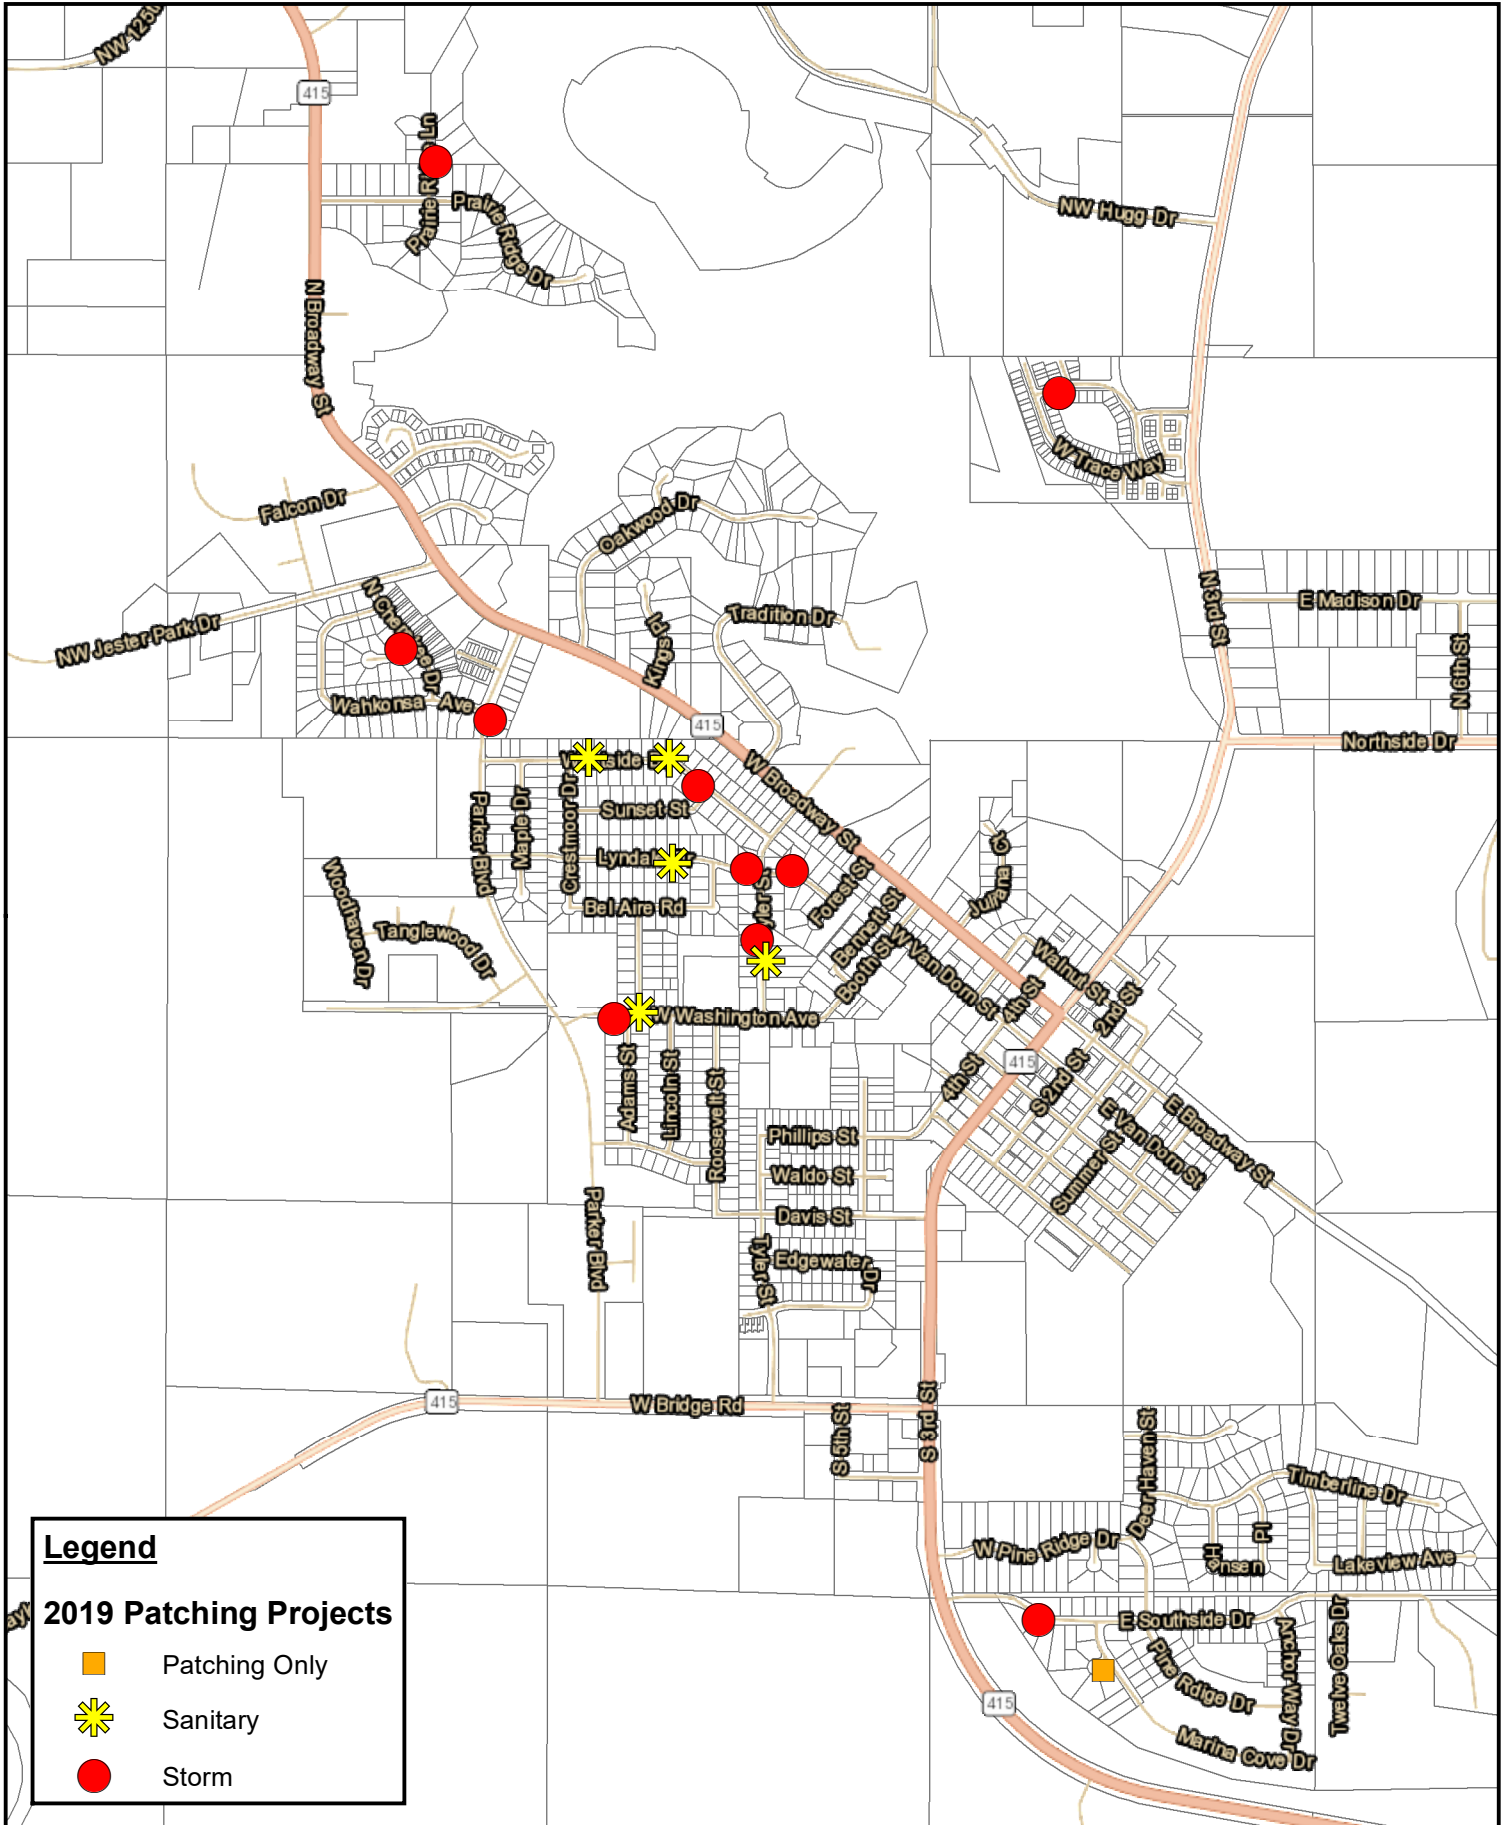 NW 125th
415
Prairie Ridge Dr
NW Hugg Dr
N Broadway St
W Trace Way
Falcon Dr
Oakwood Dr
NW Jester Park Dr
Wahkonsa Ave
Kings Pl
Tradition Dr
N 3rd St
E Madison Dr
N 6th St
Northside Dr
415
W Broadway St
Sunset St
Parker Blvd
Maple Dr
Crestmoor Dr
Bel Aire Rd
Forest St
Bennett St
Booth St
Juliana Ct
Woodhaven Dr
Tanglewood Dr
W Van Dorn St
Walnut St
4th St
2nd St
W Washington Ave
415
Adams St
Lincoln St
Roosevelt St
4th St
S 2nd St
E Van Dorn St
E Broadway St
Summer St
Phillips St
Waldo St
Davis St
Parker Blvd
Tyler St
Edgewater Dr
415
W Bridge Rd
S 5th St
S 3rd St
Deer Haven St
Timberline Dr
W Pine Ridge Dr
Hansen Pl
Lakeview Ave
E Southside Dr
Pine Rdige Dr
Anchor Way Dr
Twelve Oaks Dr
Marina Cove Dr
415
Legend
2019 Patching Projects
Patching Only
Sanitary
Storm